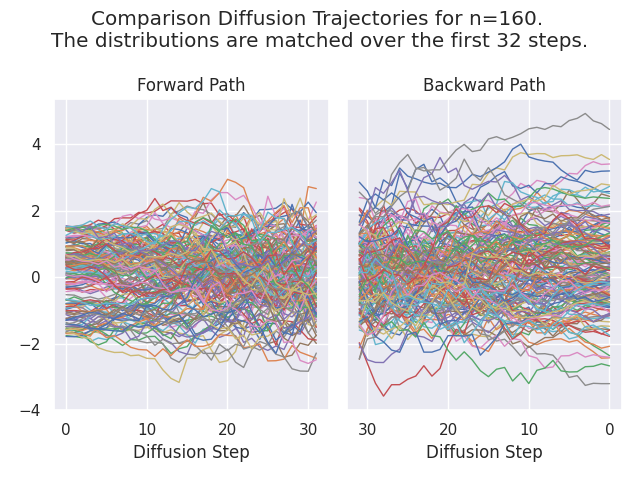 Comparison Diffusion Trajectories for n=160.
The distributions are matched over the first 32 steps.
Forward Path
Backward Path
4
2
0
−2
−4
0 10 20 30
30 20 10 0
Diffusion Step
Diffusion Step